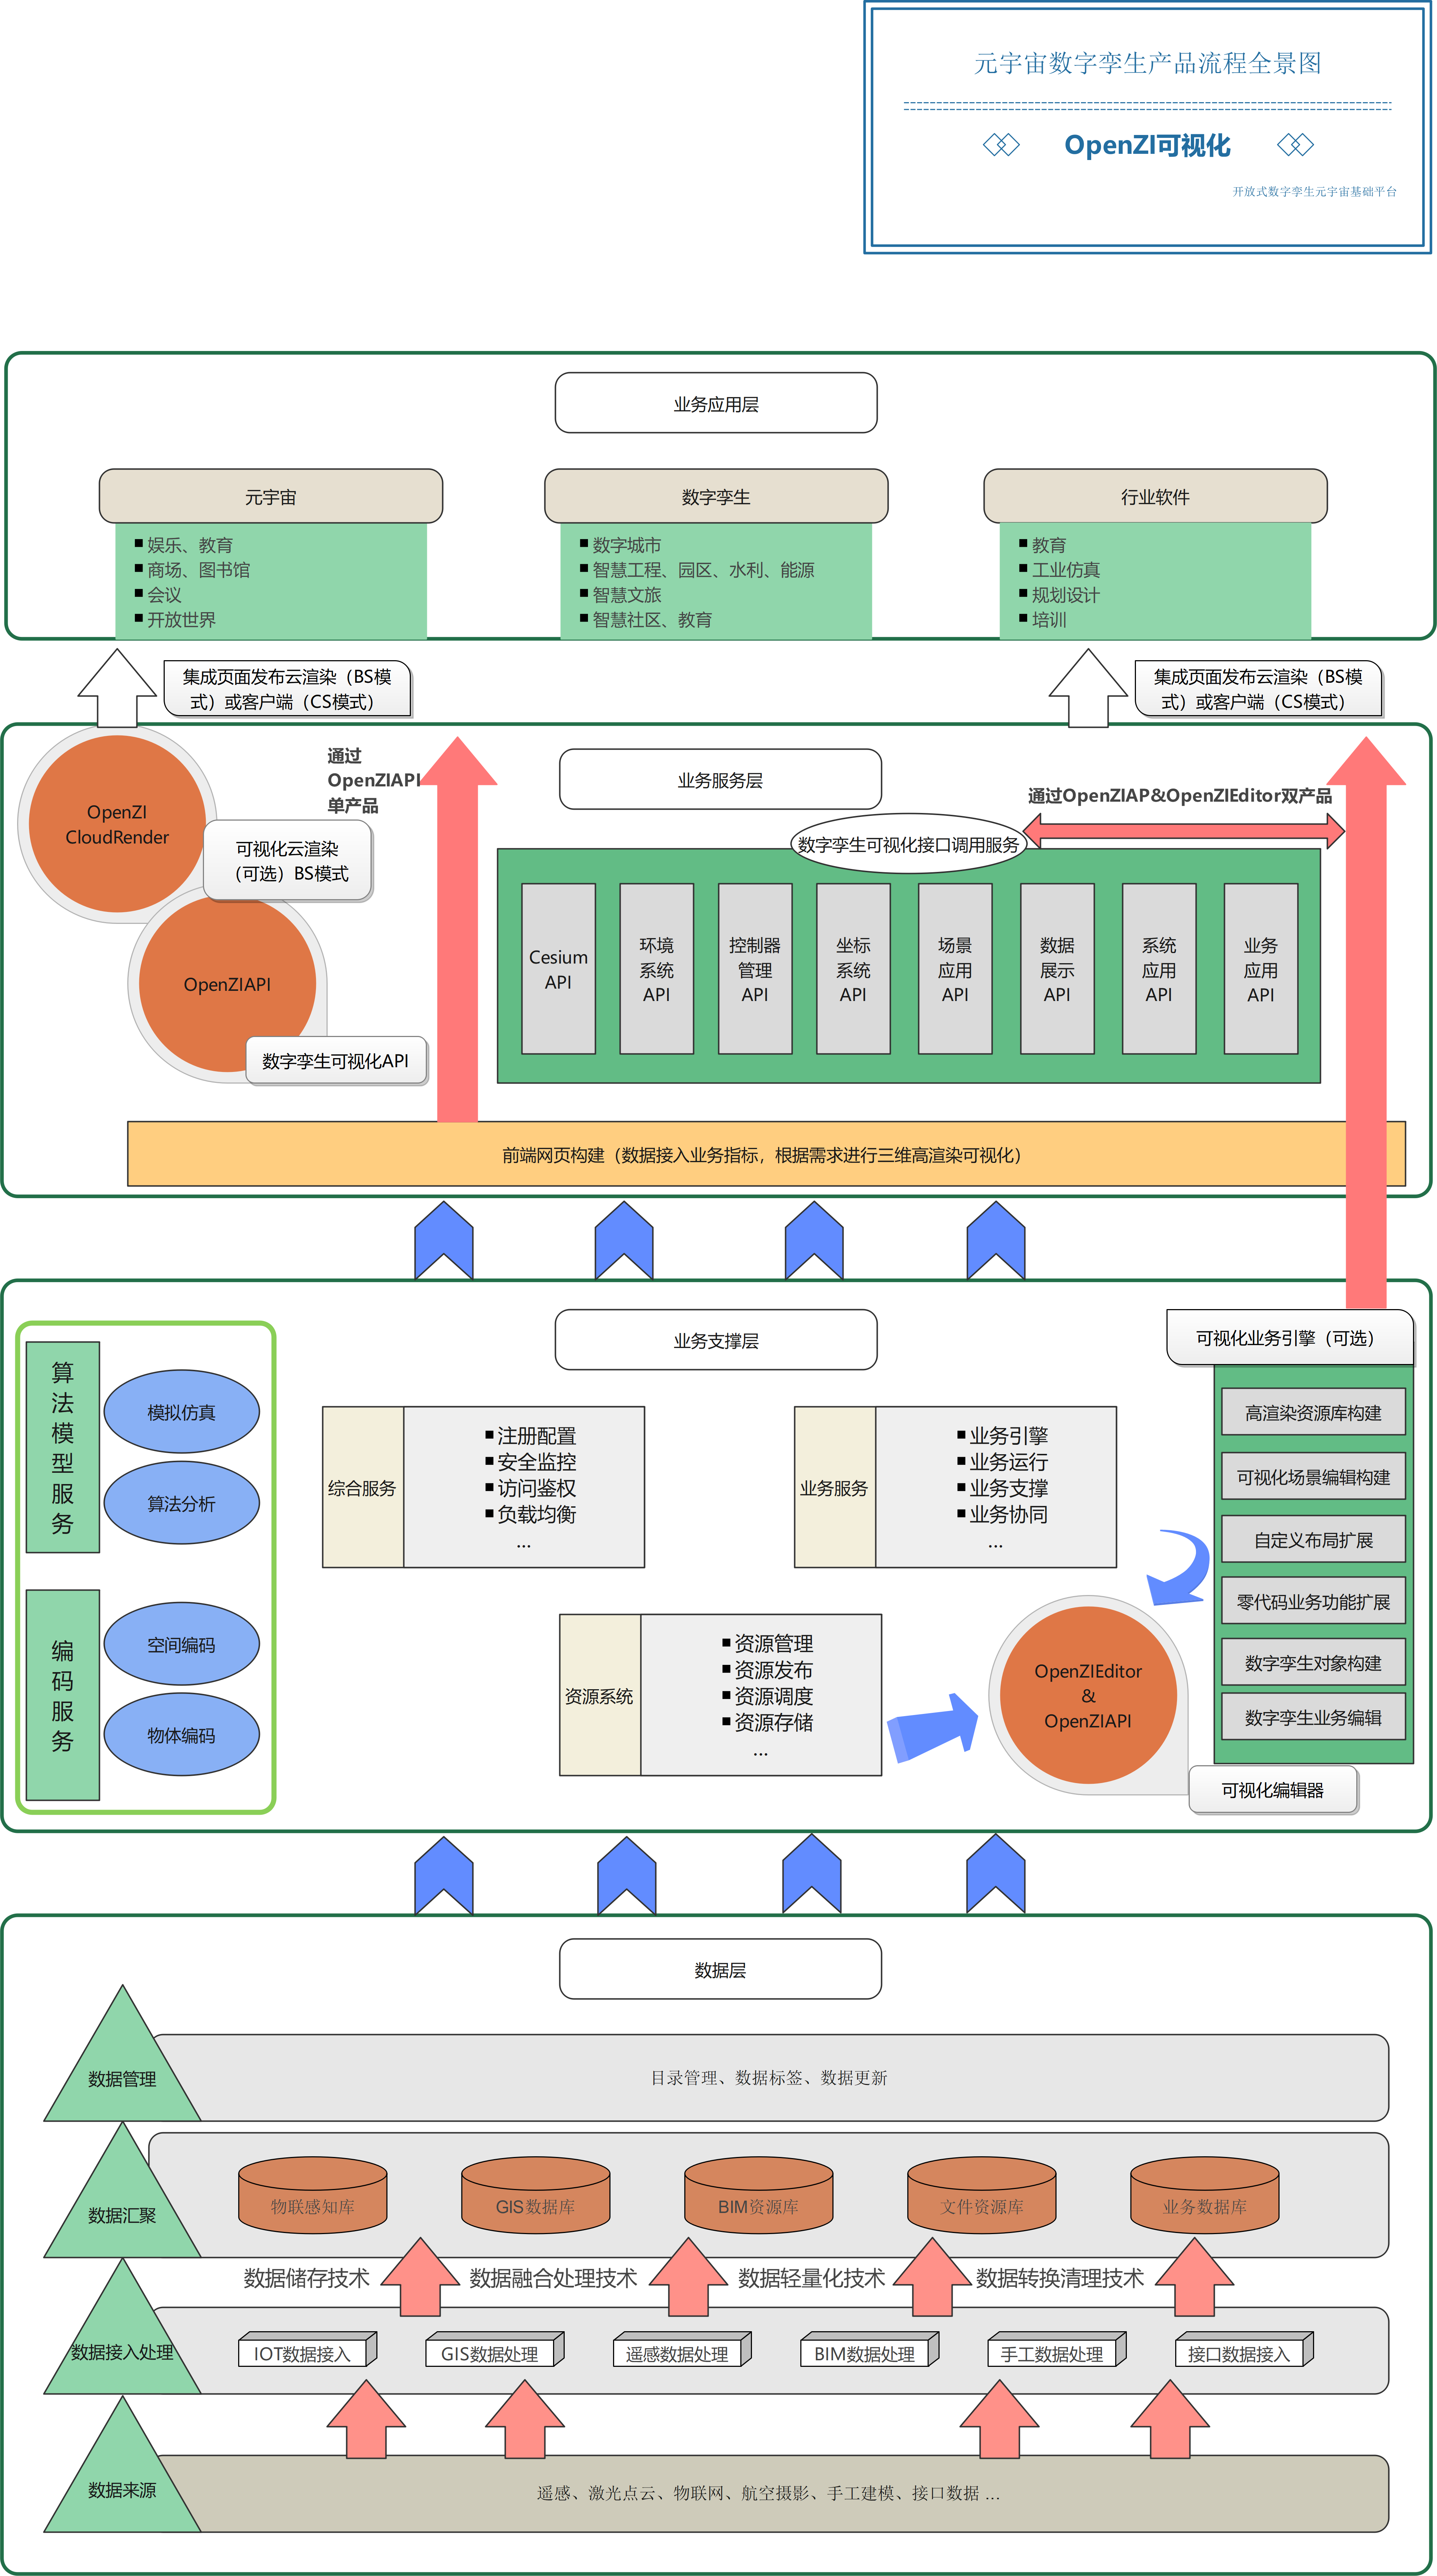 元宇宙数字孪生产品流程全景图
OpenZI可视化
开放式数字孪生元宇宙基础平台
业务应用层
元宇宙
娱乐、教育
商场、图书馆
会议
开放世界
数字孪生
数字城市
智慧工程、园区、水利、能源
智慧文旅
智慧社区、教育
行业软件
教育
工业仿真
规划设计
培训
集成页面发布云渲染（BS模
式）或客户端（CS模式）
集成页面发布云渲染（BS模
式）或客户端（CS模式）
业务服务层
OpenZI
CloudRender
可视化云渲染
（可选）BS模式
OpenZIAPI
数字孪生可视化API
通过
OpenZIAPI
单产品
通过OpenZIAP&OpenZIEditor双产品
数字孪生可视化接口调用服务
Cesium
API
环境
系统
API
控制器
管理
API
坐标
系统
API
场景
应用
API
数据
展示
API
系统
应用
API
业务
应用
API
前端网页构建（数据接入业务指标，根据需求进行三维高渲染可视化）
业务支撑层
算法模型服务
模拟仿真
算法分析
编码服务
空间编码
物体编码
综合服务
注册配置
安全监控
访问鉴权
负载均衡
...
业务服务
业务引擎
业务运行
业务支撑
业务协同
...
资源系统
资源管理
资源发布
资源调度
资源存储
...
OpenZIEditor
&
OpenZIAPI
可视化业务引擎（可选）
高渲染资源库构建
可视化场景编辑构建
自定义布局扩展
零代码业务功能扩展
数字孪生对象构建
数字孪生业务编辑
可视化编辑器
数据层
数据管理
目录管理、数据标签、数据更新
数据汇聚
物联感知库
GIS数据库
BIM资源库
文件资源库
业务数据库
数据储存技术
数据融合处理技术
数据轻量化技术
数据转换清理技术
数据接入处理
IOT数据接入
GIS数据处理
遥感数据处理
BIM数据处理
手工数据处理
接口数据接入
数据来源
遥感、激光点云、物联网、航空摄影、手工建模、接口数据 ...